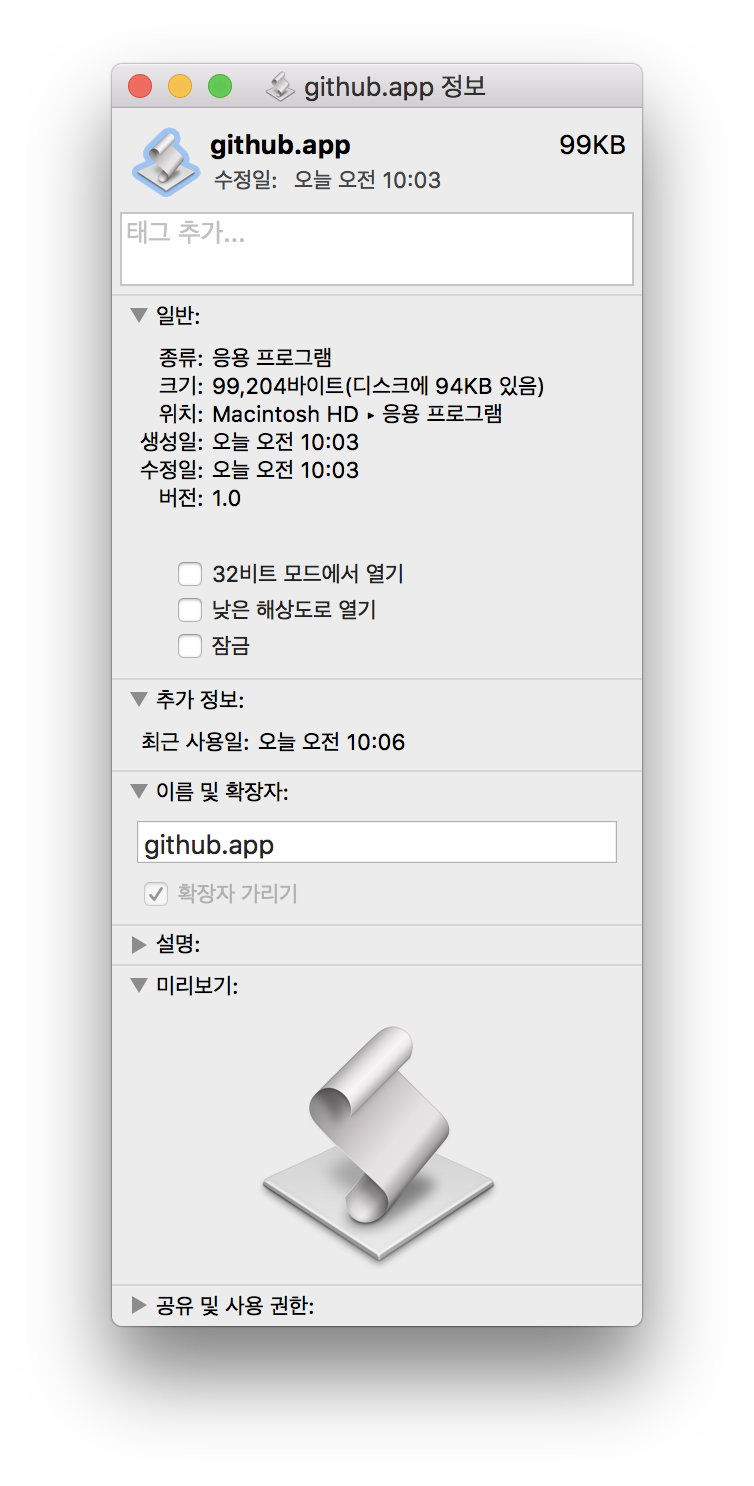 github.app 정보
github.app 99KB
수정일: 오늘 오전 10:03
태그 추가...
일반:
종류: 응용 프로그램
크기: 99,204바이트(디스크에 94KB 있음)
위치: Macintosh HD ▸ 응용 프로그램
생성일: 오늘 오전 10:03
수정일: 오늘 오전 10:03
버전: 1.0
32비트 모드에서 열기
낮은 해상도로 열기
잠금
추가 정보:
최근 사용일: 오늘 오전 10:06
이름 및 확장자:
github.app
확장자 가리기
설명:
미리보기:
공유 및 사용 권한: